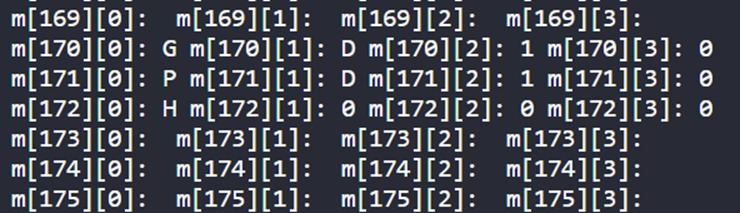 m[169][0]:  m[169][1]:  m[169][2]:  m[169][3]:
m[170][0]: G m[170][1]: D m[170][2]: 1 m[170][3]: 0
m[171][0]: P m[171][1]: D m[171][2]: 1 m[171][3]: 0
m[172][0]: H m[172][1]: 0 m[172][2]: 0 m[172][3]: 0
m[173][0]:  m[173][1]:  m[173][2]:  m[173][3]:
m[174][0]:  m[174][1]:  m[174][2]:  m[174][3]:
m[175][0]:  m[175][1]:  m[175][2]:  m[175][3]: